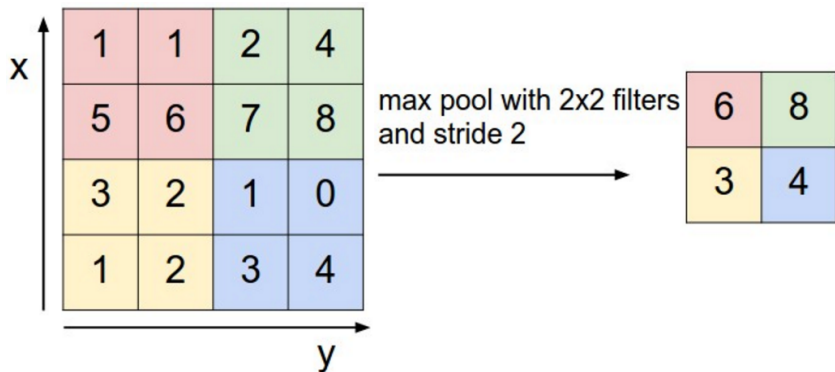 x
1 1 2 4
5 6 7 8
3 2 1 0
1 2 3 4
y
max pool with 2x2 filters
and stride 2
6 8
3 4